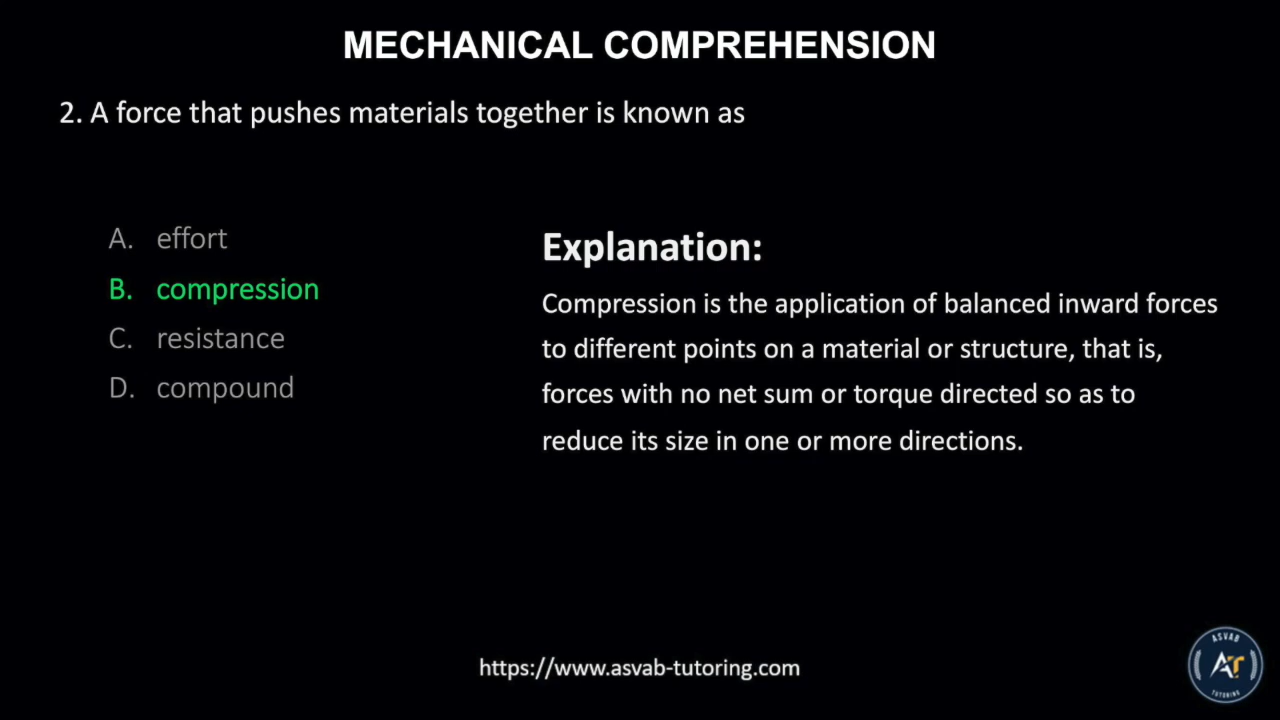 MECHANICAL COMPREHENSION
2. A force that pushes materials together is known as
A. effort
B. compression
C. resistance
D. compound
Explanation:
Compression is the application of balanced inward forces
to different points on a material or structure, that is,
forces with no net sum or torque directed so as to
reduce its size in one or more directions.
https://www.asvab-tutoring.com
ASVAB
AT
TUTORING